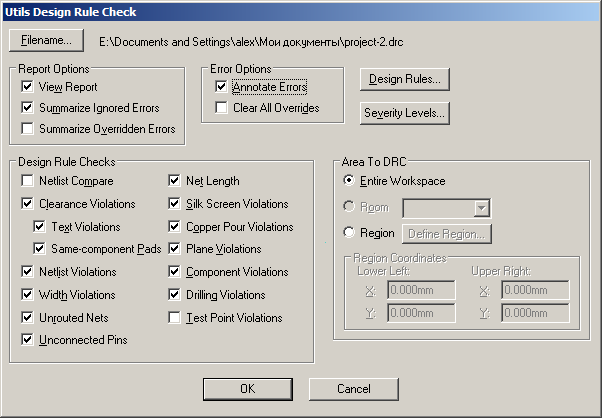 Utils Design Rule Check
Filename... E:\Documents and Settings\alex\Мои документы\project-2.drc
Report Options
View Report
Summarize Ignored Errors
Summarize Overridden Errors
Error Options
Annotate Errors
Clear All Overrides
Design Rules...
Severity Levels...
Design Rule Checks
Netlist Compare
Clearance Violations
Text Violations
Same-component Pads
Netlist Violations
Width Violations
Unrouted Nets
Unconnected Pins
Net Length
Silk Screen Violations
Copper Pour Violations
Plane Violations
Component Violations
Drilling Violations
Test Point Violations
Area To DRC
Entire Workspace
Room
Region Define Region...
Region Coordinates
Lower Left: Upper Right:
X: 0.000mm X: 0.000mm
Y: 0.000mm Y: 0.000mm
OK Cancel